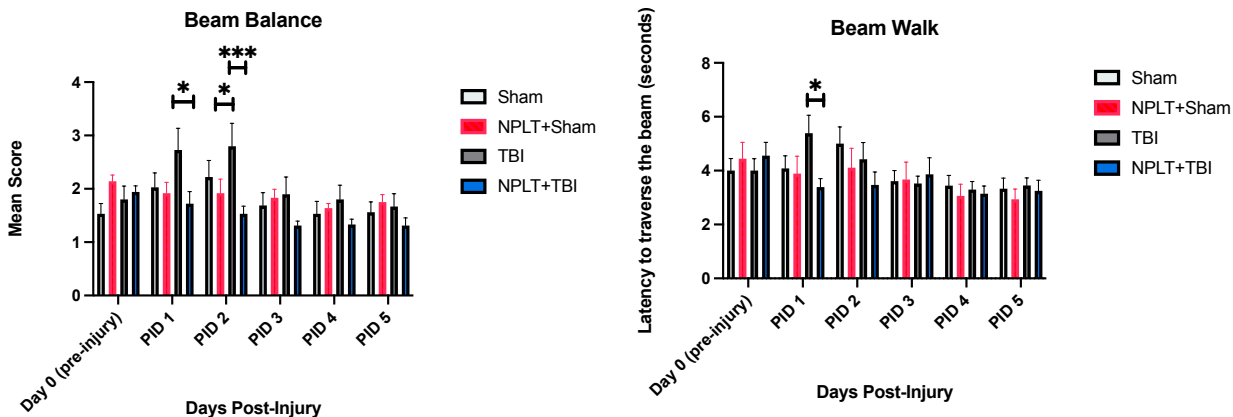 Beam Balance
***
*
*
4
3
2
1
0
Mean Score
Day 0 (pre-injury)
PID 1
PID 2
PID 3
PID 4
PID 5
Days Post-Injury
Sham
NPLT+Sham
TBI
NPLT+TBI
Beam Walk
*
8
6
4
2
0
Latency to traverse the beam (seconds)
Day 0 (pre-injury)
PID 1
PID 2
PID 3
PID 4
PID 5
Days Post-Injury
Sham
NPLT+Sham
TBI
NPLT+TBI